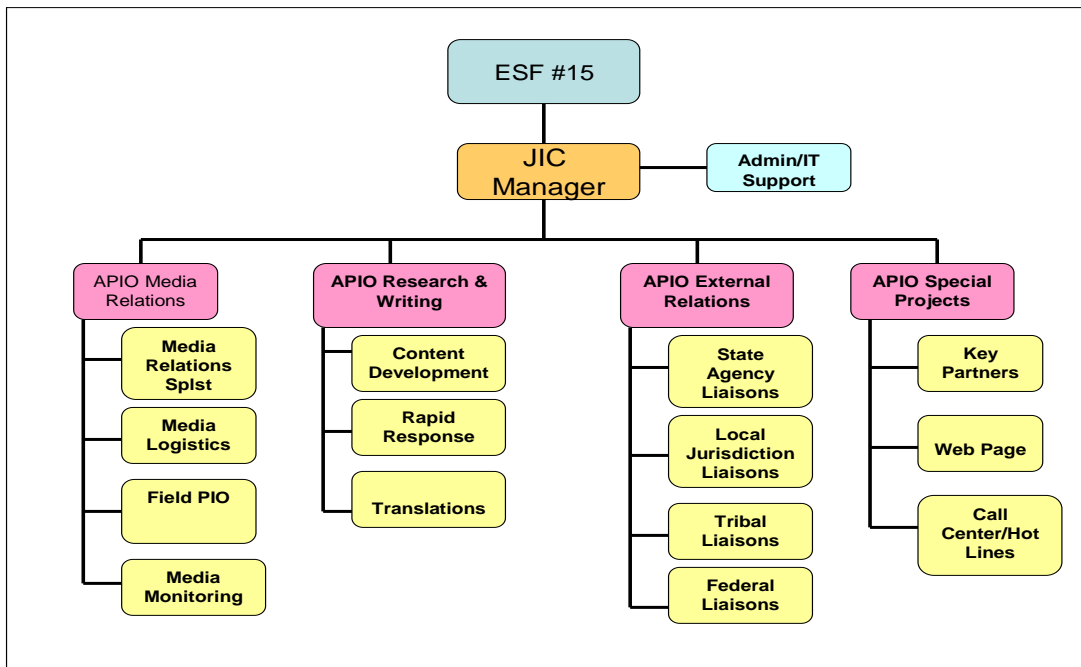 ESF #15
JIC
Manager
Admin/IT
Support
APIO Media
Relations
Media
Relations
Splst
Media
Logistics
Field PIO
Media
Monitoring
APIO Research &
Writing
Content
Development
Rapid
Response
Translations
APIO External
Relations
State
Agency
Liaisons
Local
Jurisdiction
Liaisons
Tribal
Liaisons
Federal
Liaisons
APIO Special
Projects
Key
Partners
Web Page
Call
Center/Hot
Lines